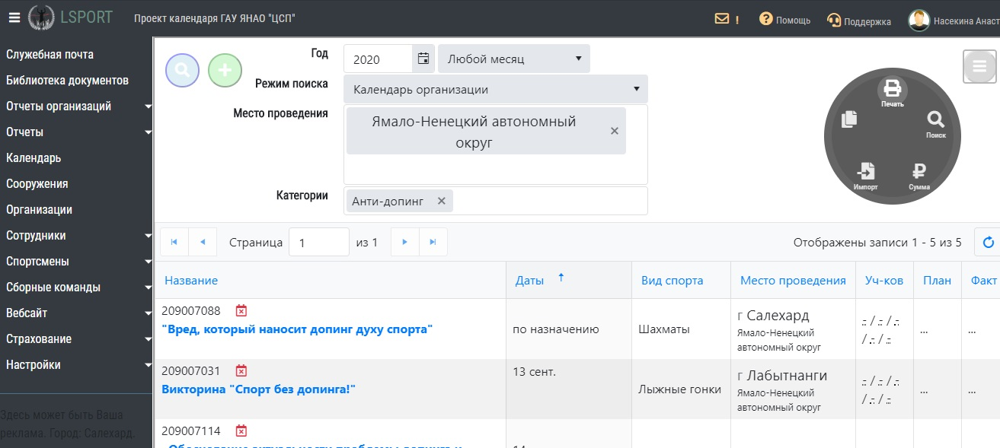 LSPORT
Проект календаря ГАУ ЯНАО "ЦСП"
!
Помощь
Поддержка
Насекина Анаст
Служебная почта
Библиотека документов
Отчеты организаций
Отчеты
Календарь
Сооружения
Организации
Сотрудники
Спортсмены
Сборные команды
Вебсайт
Страхование
Настройки
Здесь может быть Ваша
реклама. Город: Салехард.
Год
2020
Любой месяц
Режим поиска
Календарь организации
Место проведения
Ямало-Ненецкий автономный
округ
Категории
Анти-допинг
Печать
Поиск
Импорт
Сумма
Страница
1
из 1
Отображены записи 1 - 5 из 5
Название
Даты
Вид спорта
Место проведения
Уч-ков
План
Факт
209007088
"Вред, который наносит допинг духу спорта"
по назначению
Шахматы
г Салехард
Ямало-Ненецкий
автономный округ
- / - / -
/ - / -
...
...
209007031
Викторина "Спорт без допинга!"
13 сент.
Лыжные гонки
г Лабытнанги
Ямало-Ненецкий
автономный округ
- / - / -
/ - / -
...
...
209007114